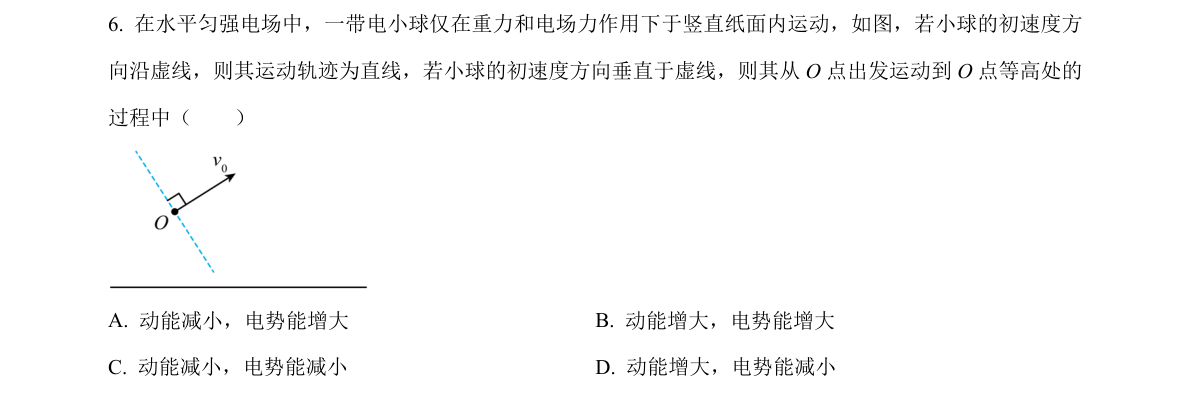 6. 在水平匀强电场中，一带电小球仅在重力和电场力作用下于竖直纸面内运动，如图，若小球的初速度方
向沿虚线，则其运动轨迹为直线，若小球的初速度方向垂直于虚线，则其从 O 点出发运动到 O 点等高处的
过程中（　　）
v₀
O
A. 动能减小，电势能增大 B. 动能增大，电势能增大
C. 动能减小，电势能减小 D. 动能增大，电势能减小